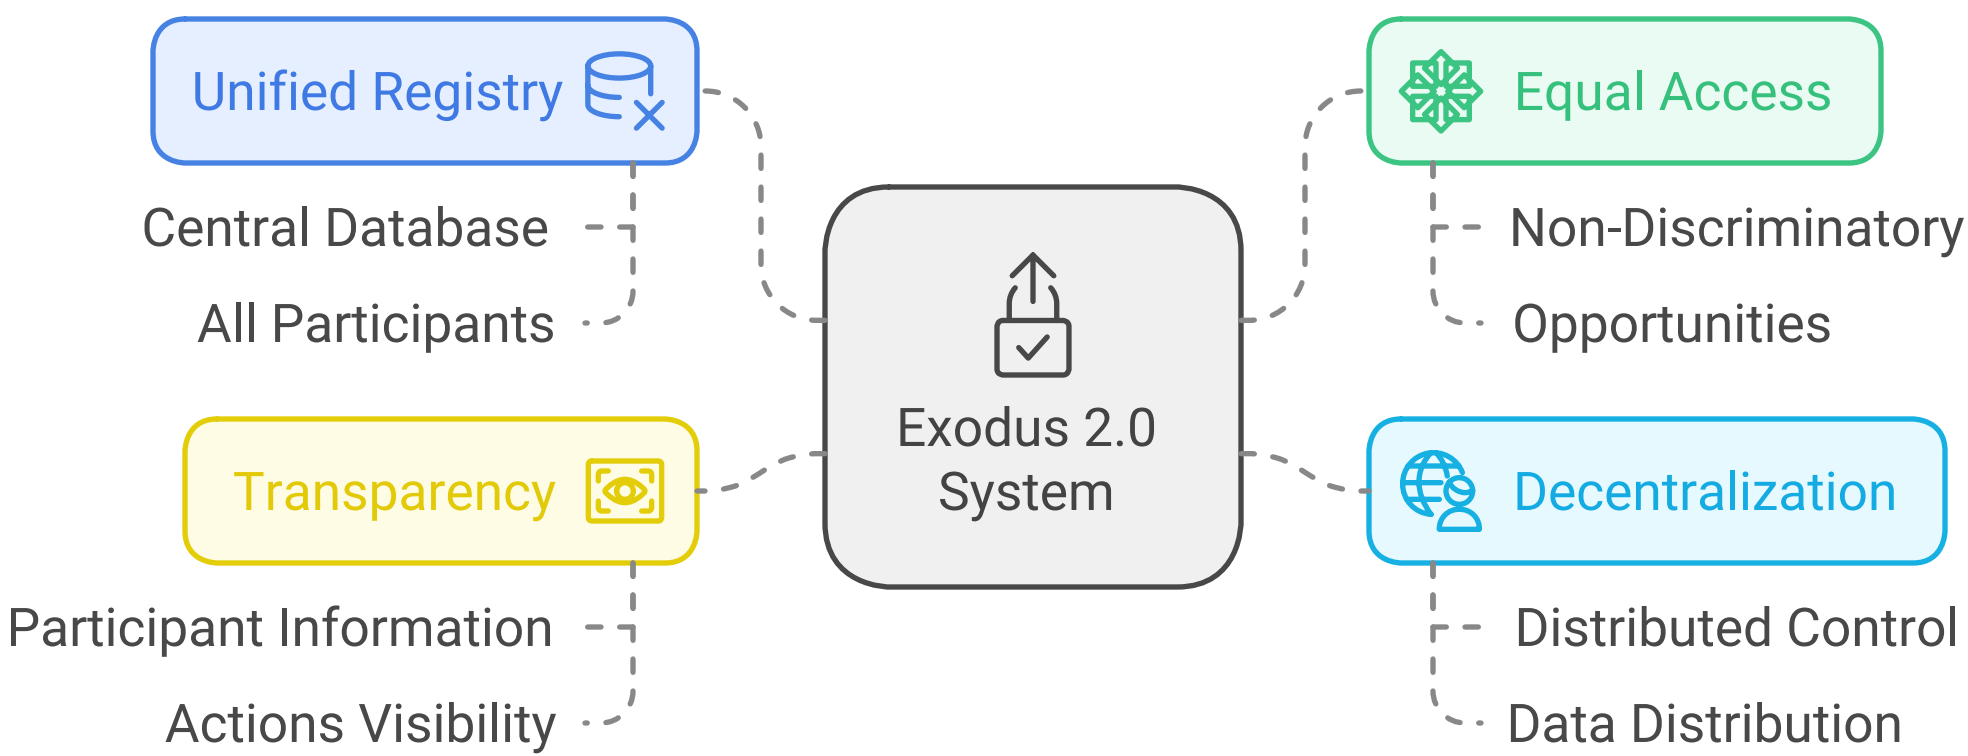 Unified Registry
Central Database
All Participants
Transparency
Participant Information
Actions Visibility
Exodus 2.0
System
Equal Access
Non-Discriminatory
Opportunities
Decentralization
Distributed Control
Data Distribution